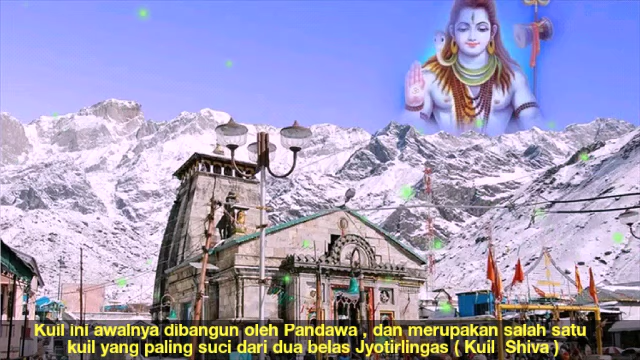 Kuil ini awalnya dibangun oleh Pandawa , dan merupakan salah satu
kuil yang paling suci dari dua belas Jyotirlingas ( Kuil  Shiva )